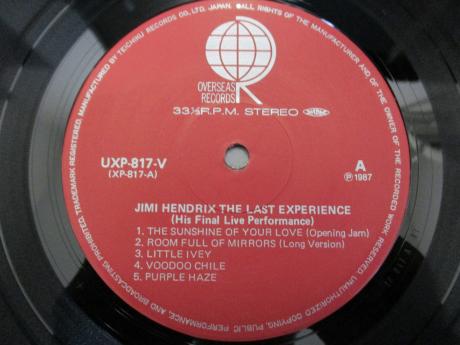 MANUFACTURED BY TEICHIKU RECORDS CO., LTD, JAPAN. ⊛ALL RIGHTS OF THE MANUFACTURER AND OF THE OWNER OF THE RECORDED WORK RESERVED. UNAUTHORIZED COPYING, PUBLIC PERFORMANCE, AND BROADCASTING PROHIBITED. TRADEMARK REGISTERED.
R
OVERSEAS
RECORDS
33⅓R.P.M. STEREO
UXP-817-V
(XP-817-A)
A
Ⓟ1987
JIMI HENDRIX THE LAST EXPERIENCE
(His Final Live Performance)
1. THE SUNSHINE OF YOUR LOVE (Opening Jam)
2. ROOM FULL OF MIRRORS (Long Version)
3. LITTLE IVEY
4. VOODOO CHILE
5. PURPLE HAZE